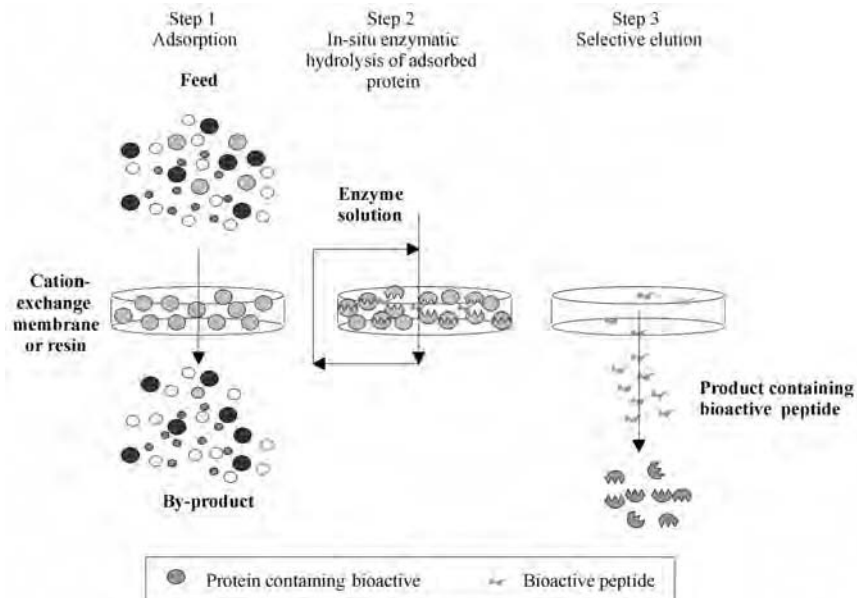 Step 1
Adsorption
Feed
Step 2
In-situ enzymatic
hydrolysis of adsorbed
protein
Step 3
Selective elution
Enzyme
solution
Cation-
exchange
membrane
or resin
Product containing
bioactive peptide
By-product
Protein containing bioactive
Bioactive peptide